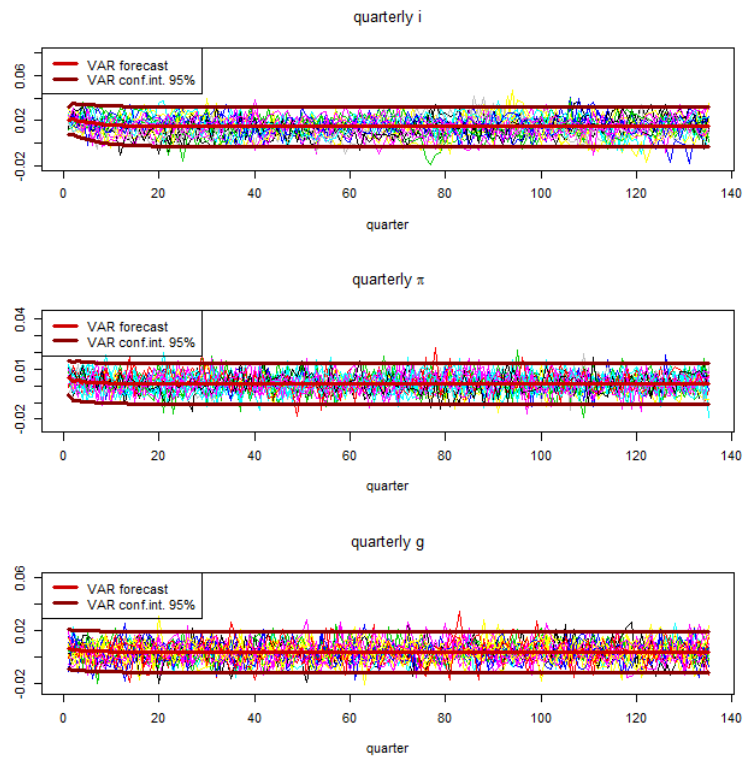 quarterly i
VAR forecast
VAR conf.int. 95%
0.06
0.02
-0.02
0 20 40 60 80 100 120 140
quarter
quarterly π
VAR forecast
VAR conf.int. 95%
0.04
0.01
-0.02
0 20 40 60 80 100 120 140
quarter
quarterly g
VAR forecast
VAR conf.int. 95%
0.06
0.02
-0.02
0 20 40 60 80 100 120 140
quarter